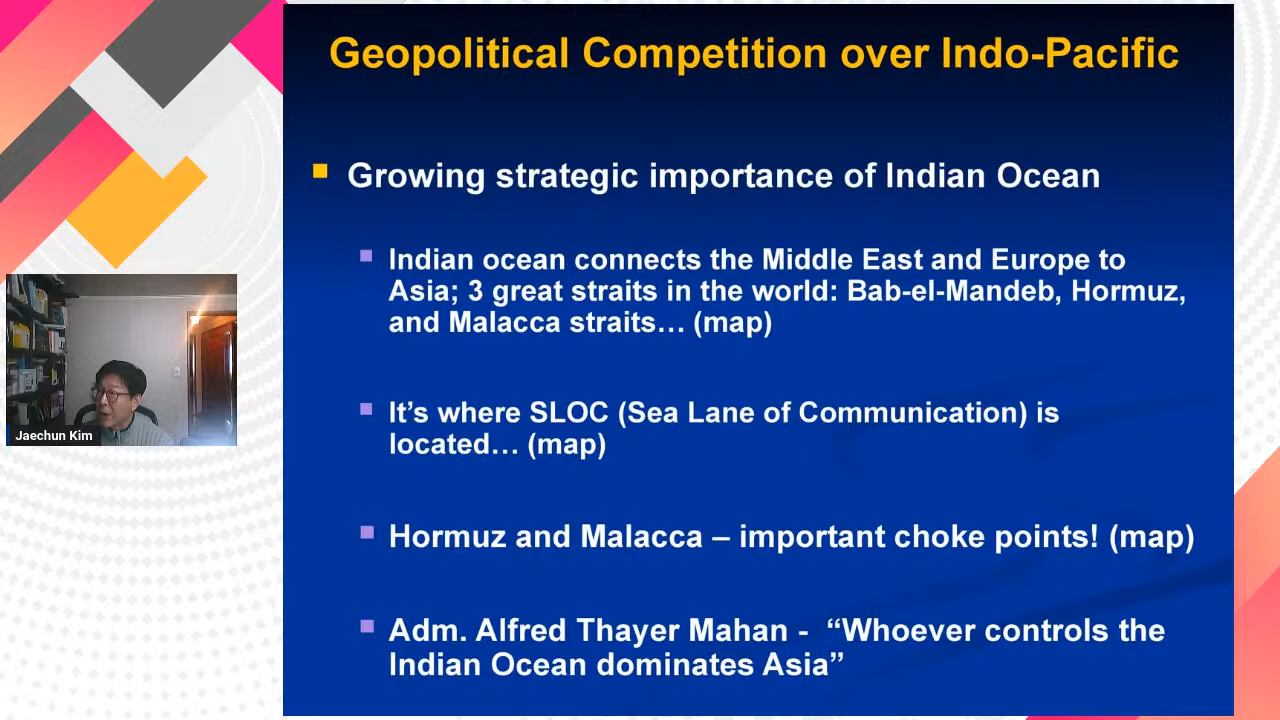 Geopolitical Competition over Indo-Pacific
Growing strategic importance of Indian Ocean
Indian ocean connects the Middle East and Europe to
Asia; 3 great straits in the world: Bab-el-Mandeb, Hormuz,
and Malacca straits… (map)
It’s where SLOC (Sea Lane of Communication) is
located… (map)
Hormuz and Malacca – important choke points! (map)
Adm. Alfred Thayer Mahan - “Whoever controls the
Indian Ocean dominates Asia”
Jaechun Kim